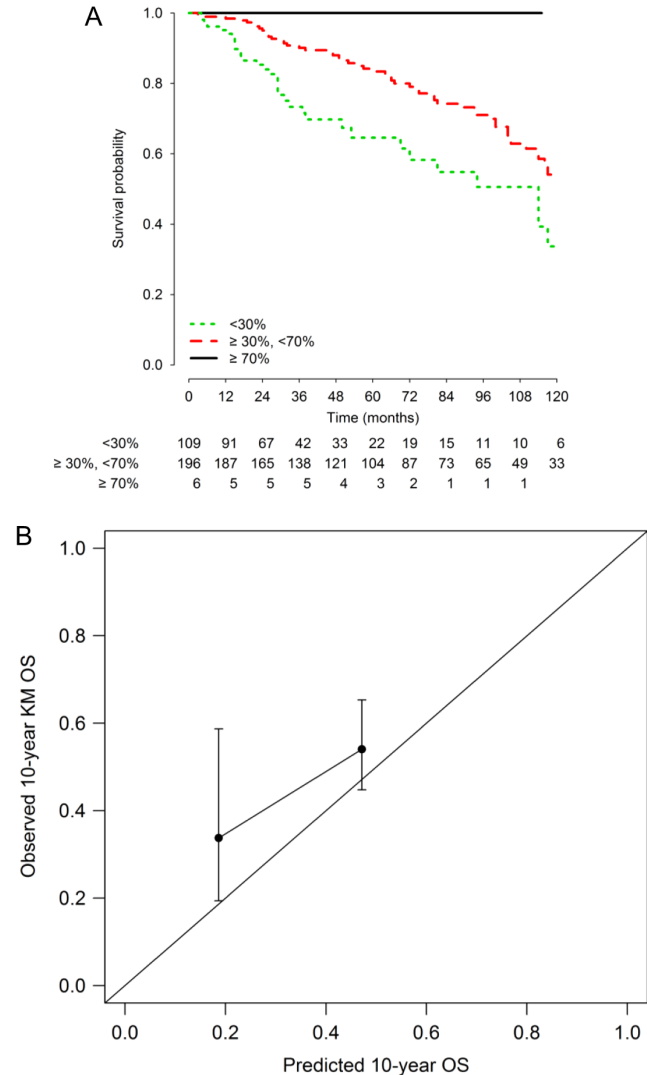 A
1.0
0.8
0.6
0.4
0.2
0.0
Survival probability
<30%
≥ 30%, <70%
≥ 70%
0 12 24 36 48 60 72 84 96 108 120
Time (months)
<30% 109 91 67 42 33 22 19 15 11 10 6
≥ 30%, <70% 196 187 165 138 121 104 87 73 65 49 33
≥ 70% 6 5 5 5 4 3 2 1 1 1
B
1.0
0.8
0.6
0.4
0.2
0.0
Observed 10-year KM OS
0.0 0.2 0.4 0.6 0.8 1.0
Predicted 10-year OS